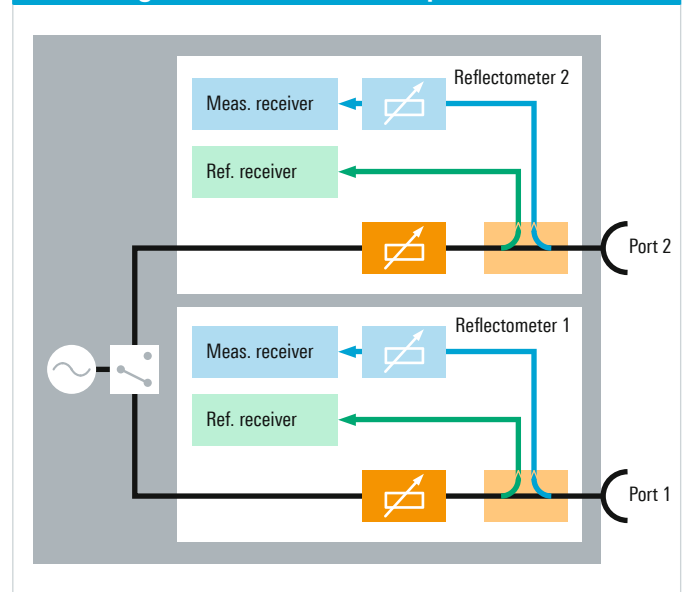 Reflectometer 2
Meas. receiver
Ref. receiver
Port 2
Reflectometer 1
Meas. receiver
Ref. receiver
Port 1